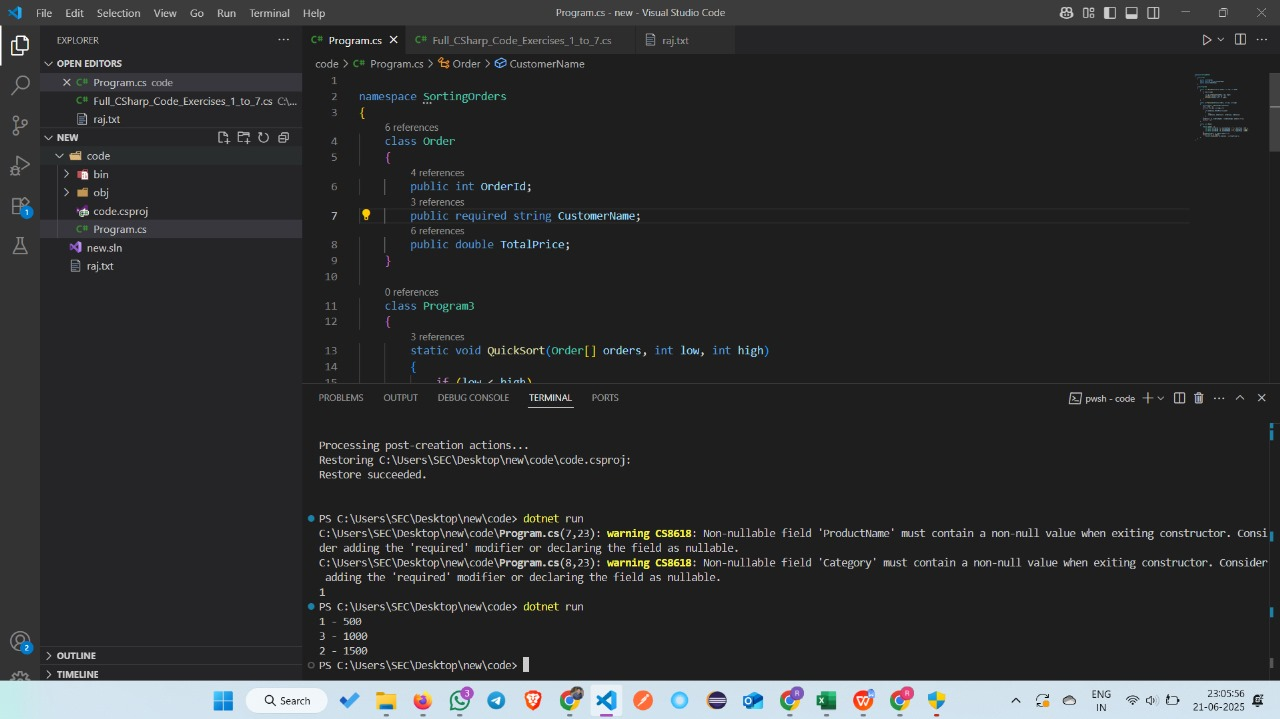 File Edit Selection View Go Run Terminal Help Program.cs - new - Visual Studio Code
EXPLORER
OPEN EDITORS
Program.cs code
Full_CSharp_Code_Exercises_1_to_7.cs C:\...
raj.txt
NEW
code
bin
obj
code.csproj
Program.cs
new.sln
raj.txt
OUTLINE
TIMELINE
Program.cs Full_CSharp_Code_Exercises_1_to_7.cs raj.txt
code > Program.cs > Order > CustomerName
1
2 namespace SortingOrders
3 {
6 references
4 class Order
5 {
4 references
6 public int OrderId;
3 references
7 public required string CustomerName;
6 references
8 public double TotalPrice;
9 }
10
0 references
11 class Program3
12 {
3 references
13 static void QuickSort(Order[] orders, int low, int high)
14 {
15 if (low < high)
PROBLEMS OUTPUT DEBUG CONSOLE TERMINAL PORTS pwsh - code
Processing post-creation actions...
Restoring C:\Users\SEC\Desktop\new\code\code.csproj:
Restore succeeded.
PS C:\Users\SEC\Desktop\new\code> dotnet run
C:\Users\SEC\Desktop\new\code\Program.cs(7,23): warning CS8618: Non-nullable field 'ProductName' must contain a non-null value when exiting constructor. Consi
der adding the 'required' modifier or declaring the field as nullable.
C:\Users\SEC\Desktop\new\code\Program.cs(8,23): warning CS8618: Non-nullable field 'Category' must contain a non-null value when exiting constructor. Consider
adding the 'required' modifier or declaring the field as nullable.
1
PS C:\Users\SEC\Desktop\new\code> dotnet run
1 - 500
3 - 1000
2 - 1500
PS C:\Users\SEC\Desktop\new\code>
1
2
Search
3
ENG
IN
23:05:56
21-06-2025